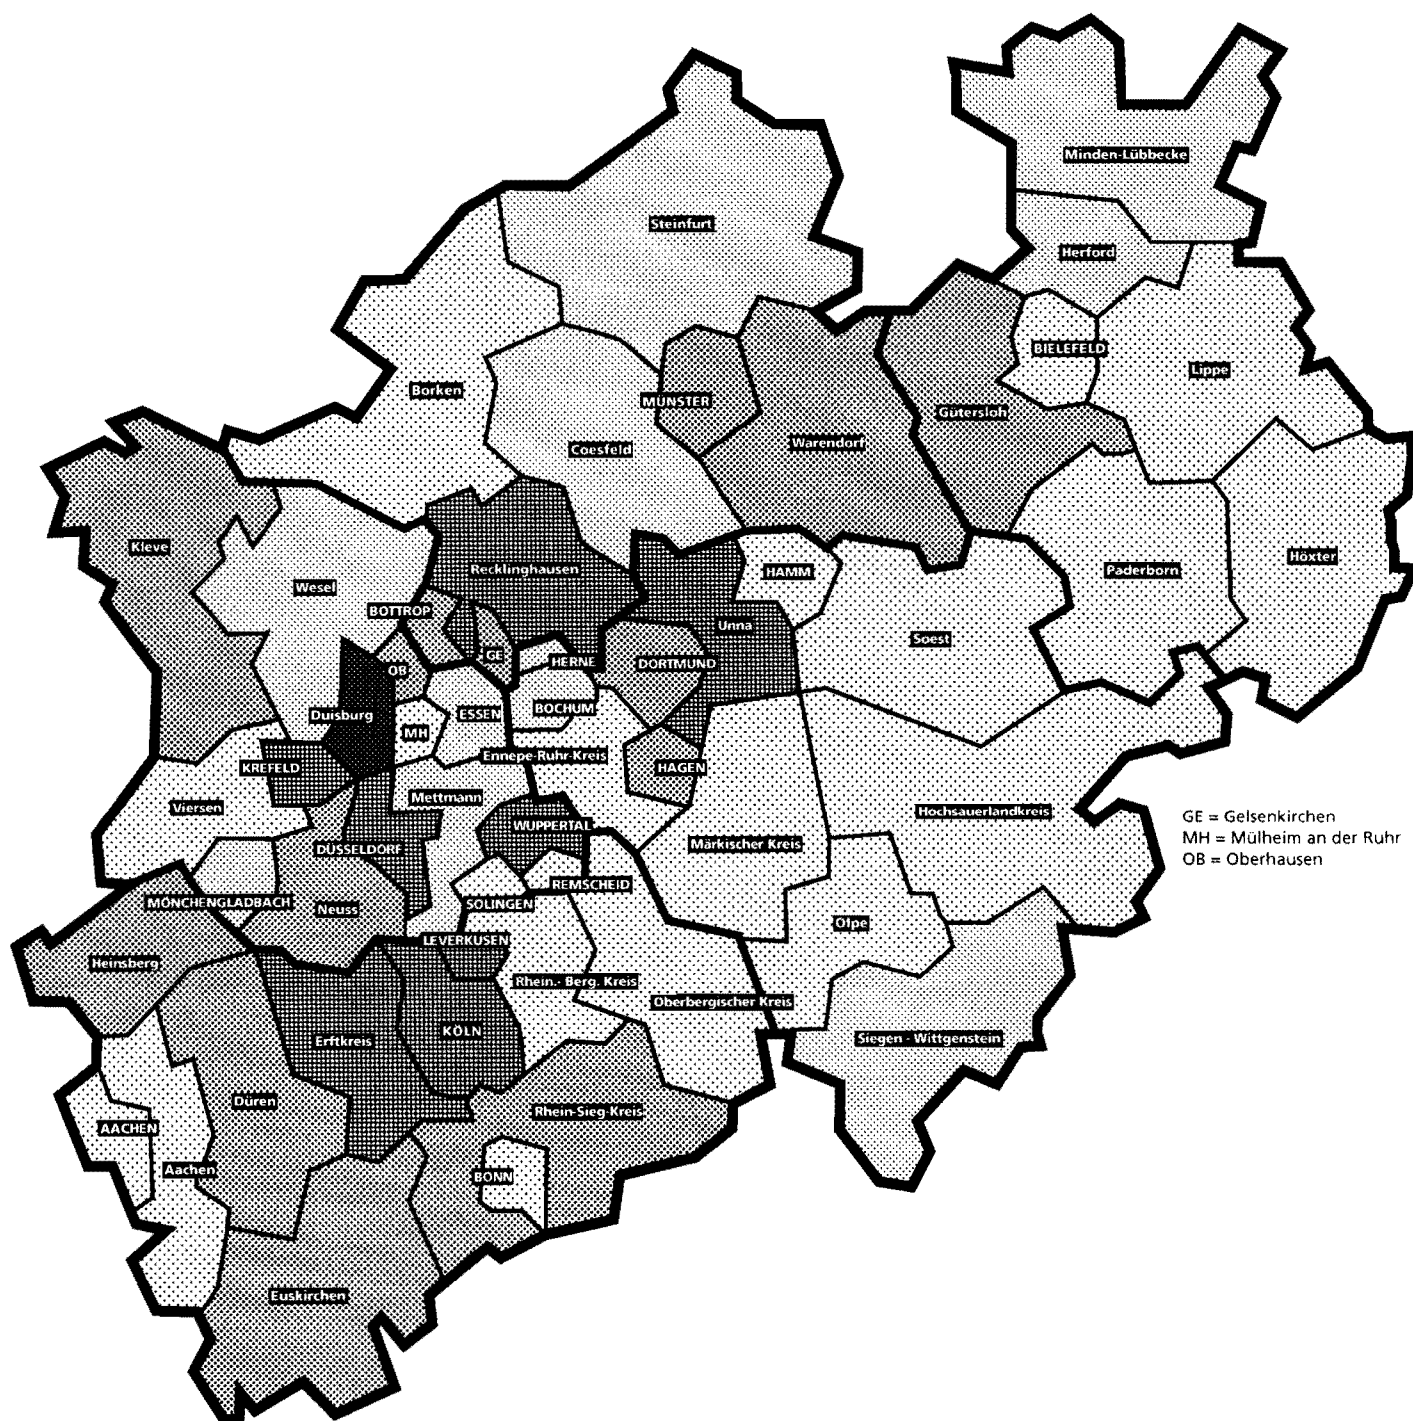 Minden-Lübbecke
Steinfurt
Herford
BIELEFELD
Lippe
Borken
MÜNSTER
Gütersloh
Warendorf
Coesfeld
Kleve
Höxter
Recklinghausen
HAMM
Paderborn
Wesel
BOTTROP
Unna
Soest
GE
HERNE
DORTMUND
OB
Duisburg
ESSEN
BOCHUM
MH
Ennepe-Ruhr-Kreis
KREFELD
HAGEN
Viersen
Mettmann
Hochsauerlandkreis
GE = Gelsenkirchen
MH = Mülheim an der Ruhr
OB = Oberhausen
WUPPERTAL
DÜSSELDORF
Märkischer Kreis
REMSCHEID
MÖNCHENGLADBACH
Neuss
SOLINGEN
Olpe
LEVERKUSEN
Heinsberg
Rhein.- Berg. Kreis
Oberbergischer Kreis
Erftkreis
KÖLN
Siegen - Wittgenstein
Düren
Rhein-Sieg-Kreis
AACHEN
Aachen
BONN
Euskirchen